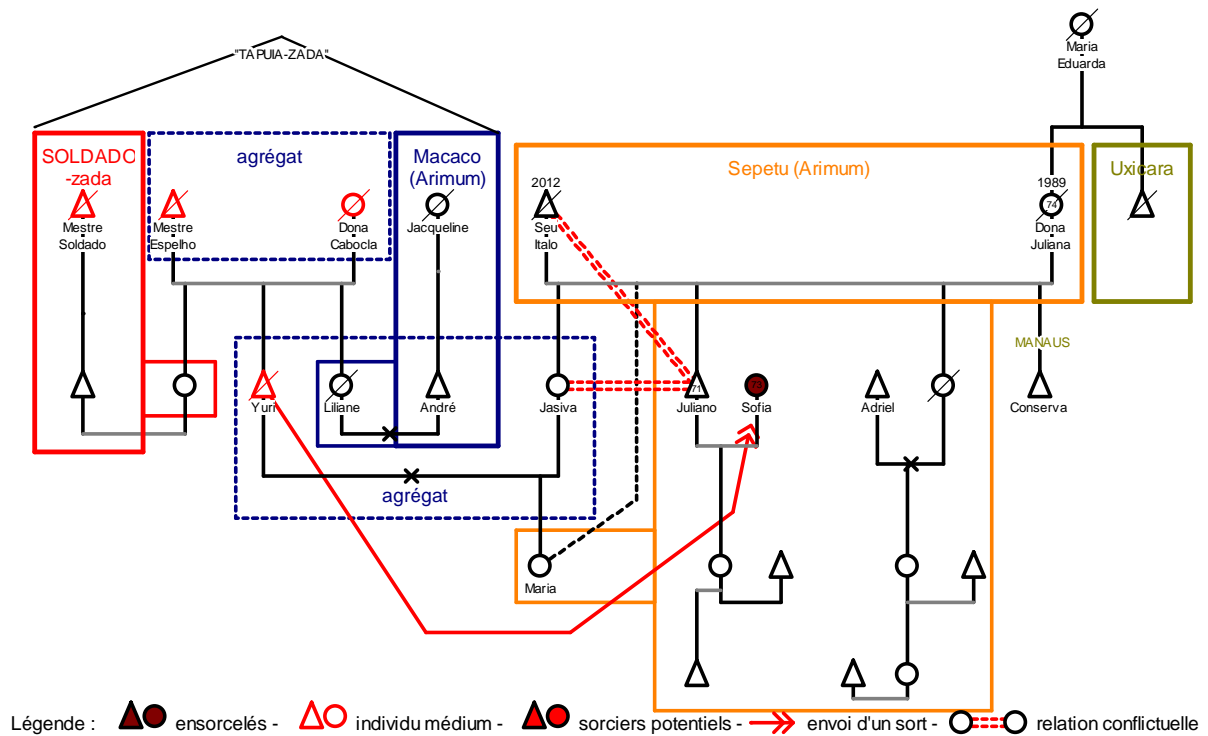 Maria
Eduarda
"TAPUIA-ZADA"
SOLDADO
-zada
agrégat
Macaco
(Arimum)
Sepetu (Arimum)
Uxicara
2012
1989
74
Mestre
Soldado
Mestre
Espelho
Dona
Cabocla
Jacqueline
Seu
Italo
Dona
Juliana
MANAUS
71
Yuri
Liliane
André
Jasiva
Juliano
Sofia
Adriel
Conserva
agrégat
Maria
Légende : ensorcelés - individu médium - sorciers potentiels - envoi d'un sort - relation conflictuelle